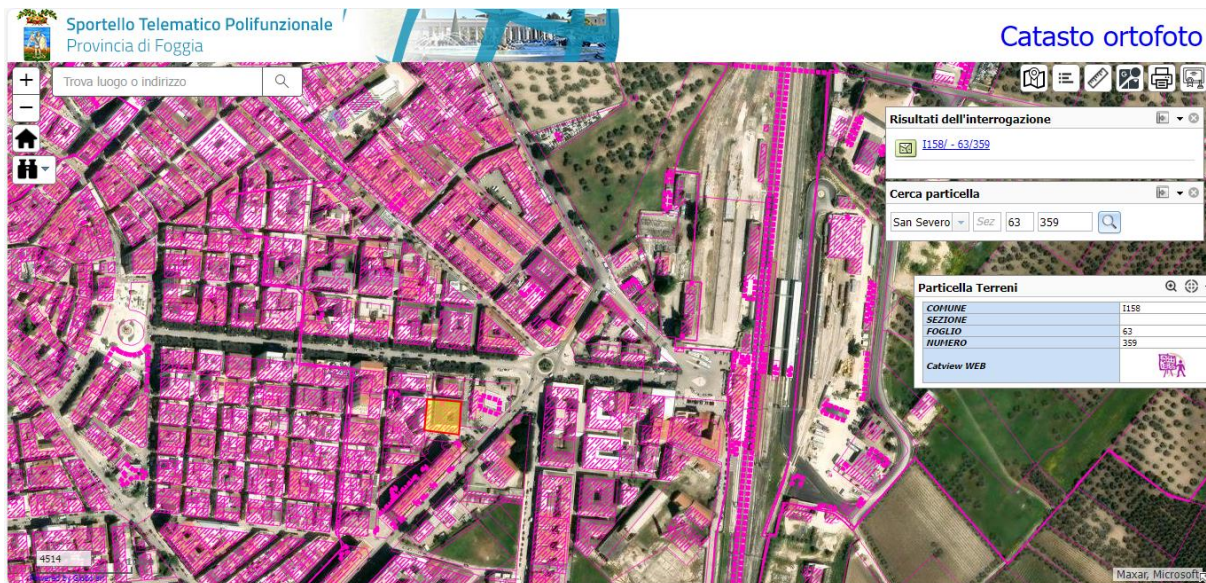 Sportello Telematico Polifunzionale
Provincia di Foggia
Catasto ortofoto
+
Trova luogo o indirizzo
−
Risultati dell'interrogazione
I158/ - 63/359
Cerca particella
San Severo Sez 63 359
Particella Terreni
COMUNE I158
SEZIONE
FOGLIO 63
NUMERO 359
Catview WEB
4514
Maxar, Microsoft